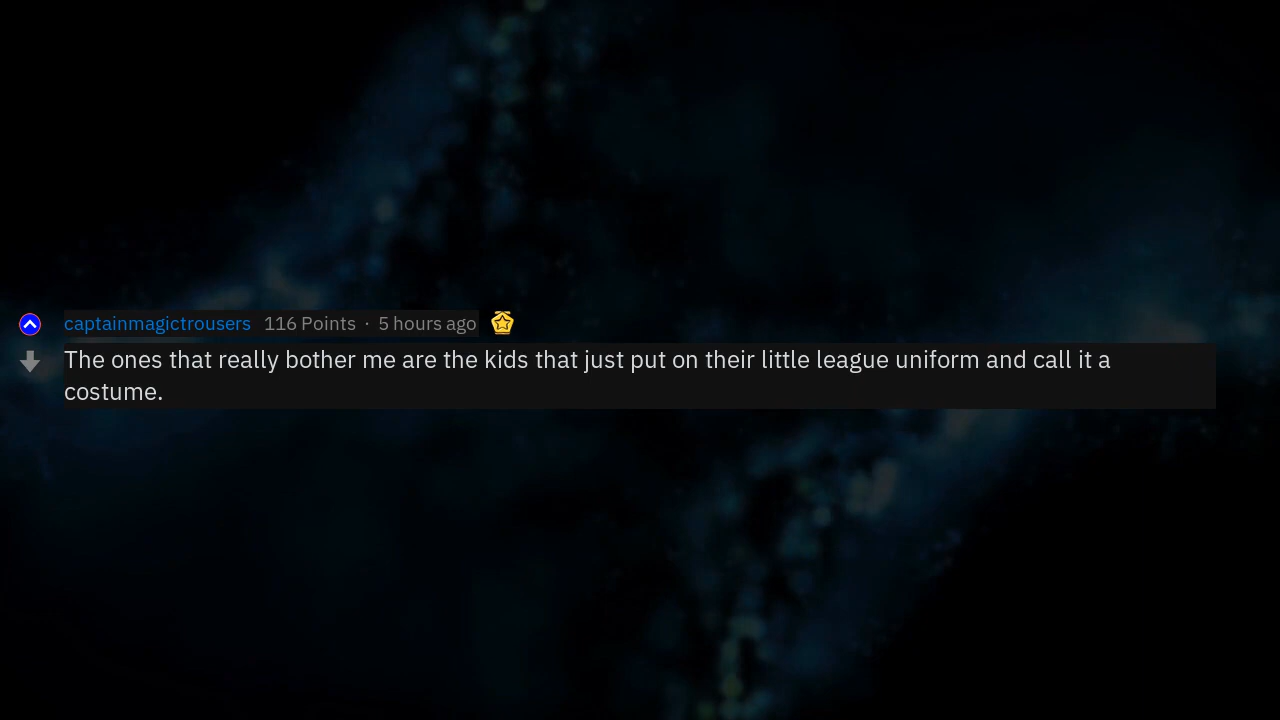 captainmagictrousers 116 Points · 5 hours ago
The ones that really bother me are the kids that just put on their little league uniform and call it a
costume.